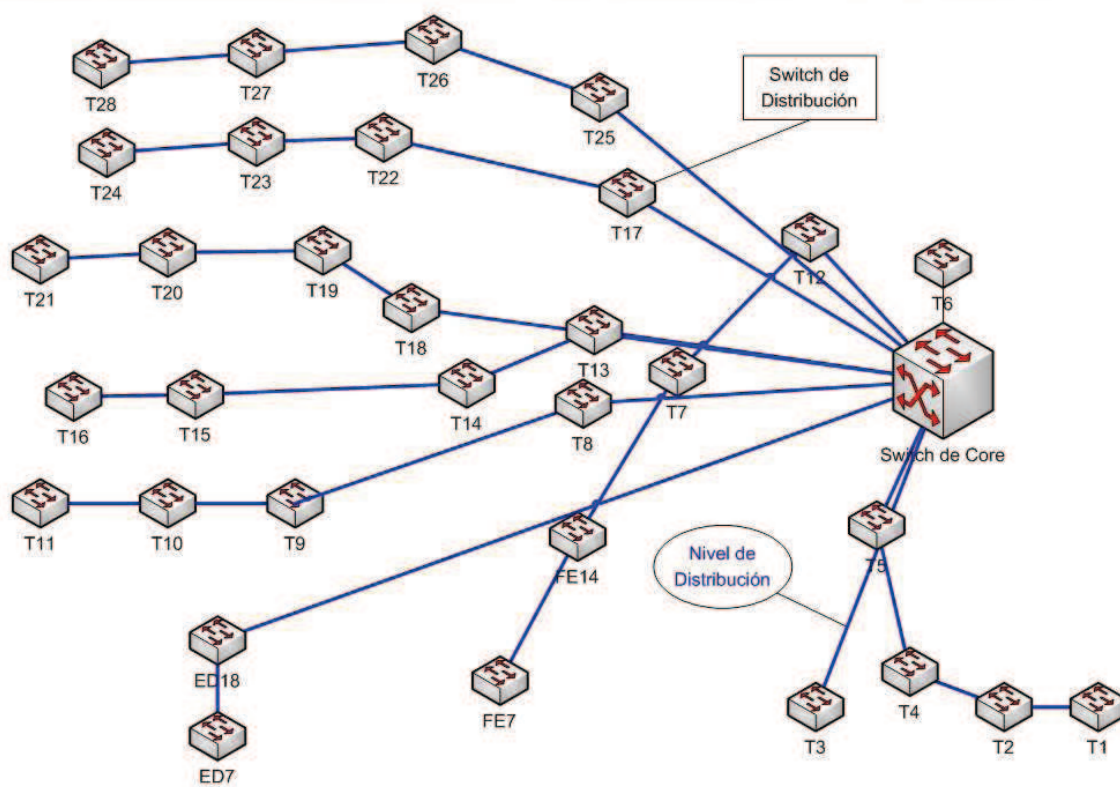 T28
T27
T26
T25
Switch de
Distribución
T24
T23
T22
T17
T12
T6
T21
T20
T19
T18
T13
T7
T16
T15
T14
T8
Switch de Core
T11
T10
T9
FE14
T5
Nivel de
Distribución
ED18
FE7
T3
T4
T2
T1
ED7